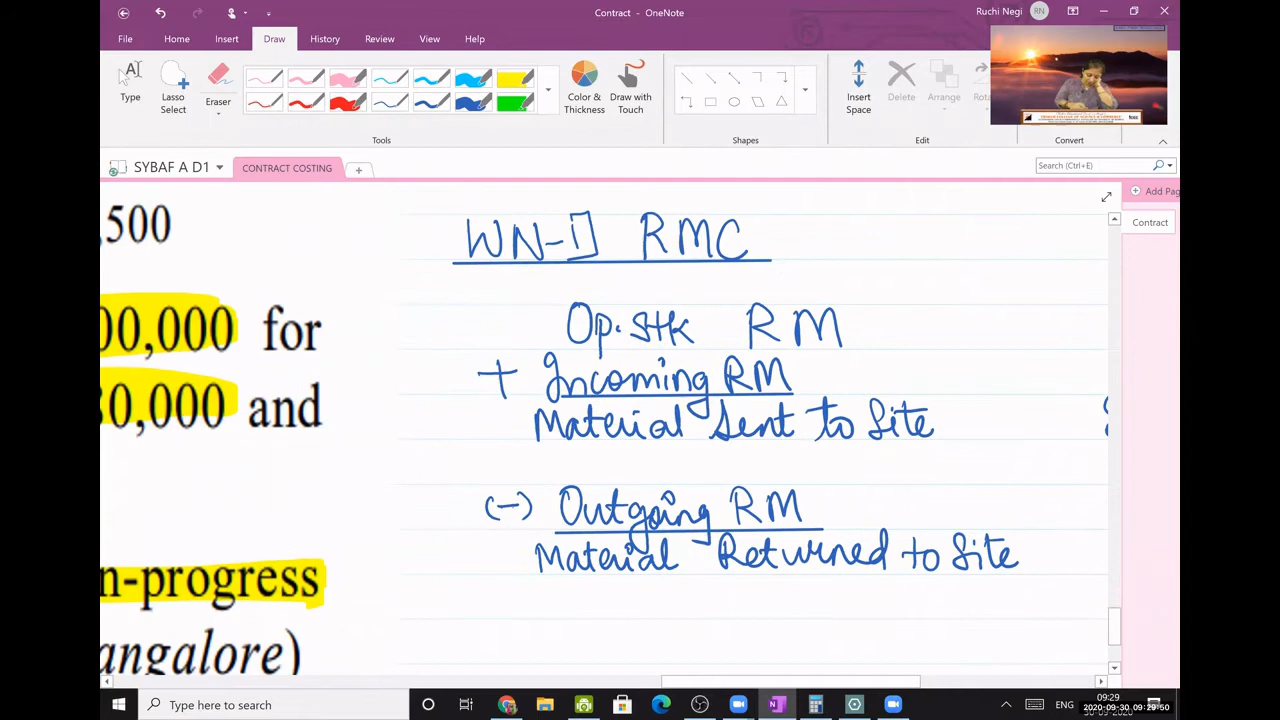 Contract - OneNote
Ruchi Negi RN
File Home Insert Draw History Review View Help
Type Lasso Select Eraser Color & Thickness Draw with Touch Insert Space Delete Arrange
Tools Shapes Edit Convert
SYBAF A D1 CONTRACT COSTING Search (Ctrl+E)
Add Pag
Contract
,500
WN-1] RMC
00,000 for
Op. Stk RM
+ Incoming RM
0,000 and
Material Sent to Site
(-) Outgoing RM
Material Returned to Site
n-progress
angalore)
Type here to search
ENG
09:29
2020-09-30 09:29:50